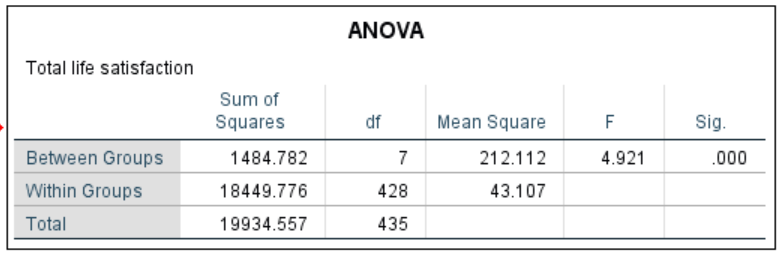 ANOVA
Total life satisfaction
Sum of Squares df Mean Square F Sig.
Between Groups 1484.782 7 212.112 4.921 .000
Within Groups 18449.776 428 43.107
Total 19934.557 435